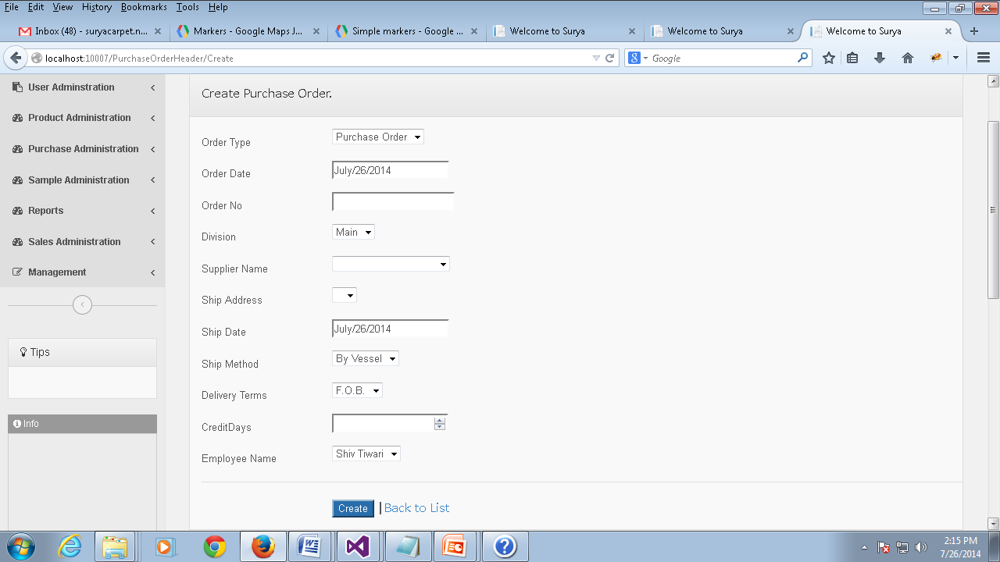 File Edit View History Bookmarks Tools Help
Inbox (48) - suryacarpet.n... × Markers - Google Maps J... × Simple markers - Google ... × Welcome to Surya × Welcome to Surya × Welcome to Surya ×
localhost:10007/PurchaseOrderHeader/Create Google
User Adminstration
Product Administration
Purchase Administration
Sample Administration
Reports
Sales Administration
Management
Tips
Info
Create Purchase Order.
Order Type Purchase Order
Order Date July/26/2014
Order No
Division Main
Supplier Name
Ship Address
Ship Date July/26/2014
Ship Method By Vessel
Delivery Terms F.O.B.
CreditDays
Employee Name Shiv Tiwari
Create | Back to List
2:15 PM
7/26/2014